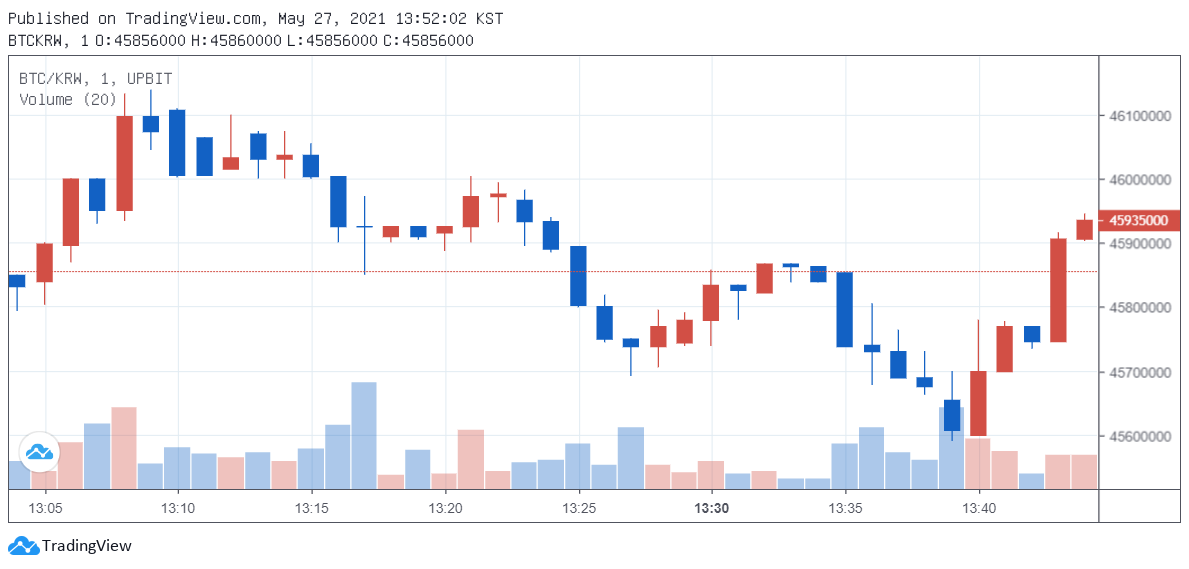 Published on TradingView.com, May 27, 2021 13:52:02 KST
BTCKRW, 1 O:45856000 H:45860000 L:45856000 C:45856000
BTC/KRW, 1, UPBIT
Volume (20)
46100000
46000000
45935000
45900000
45800000
45700000
45600000
13:05 13:10 13:15 13:20 13:25 13:30 13:35 13:40
TradingView